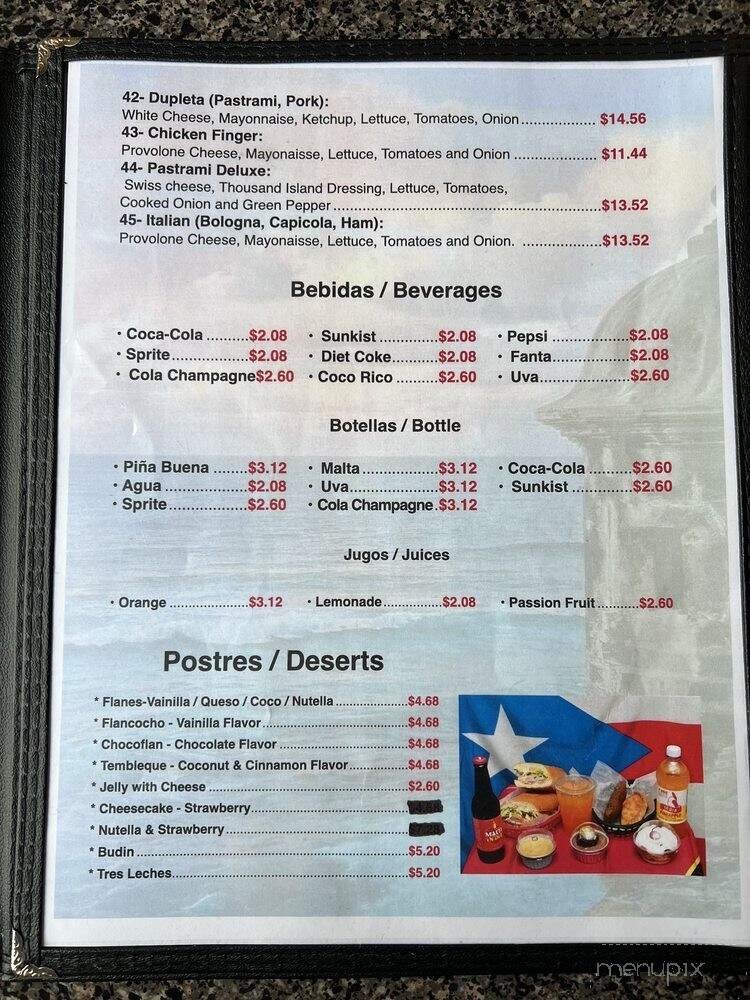 42- Dupleta (Pastrami, Pork):
White Cheese, Mayonnaise, Ketchup, Lettuce, Tomatoes, Onion................. $14.56
43- Chicken Finger:
Provolone Cheese, Mayonaisse, Lettuce, Tomatoes and Onion ................... $11.44
44- Pastrami Deluxe:
Swiss cheese, Thousand Island Dressing, Lettuce, Tomatoes,
Cooked Onion and Green Pepper.............................................................$13.52
45- Italian (Bologna, Capicola, Ham):
Provolone Cheese, Mayonaisse, Lettuce, Tomatoes and Onion. ..................$13.52
Bebidas / Beverages
• Coca-Cola .........$2.08 • Sunkist .............$2.08 • Pepsi .................$2.08
• Sprite.................$2.08 • Diet Coke..........$2.08 • Fanta..................$2.08
• Cola Champagne$2.60 • Coco Rico .........$2.60 • Uva.....................$2.60
Botellas / Bottle
• Piña Buena .......$3.12 • Malta .................$3.12 • Coca-Cola .........$2.60
• Agua ..................$2.08 • Uva....................$3.12 • Sunkist .............$2.60
• Sprite.................$2.60 • Cola Champagne.$3.12
Jugos / Juices
• Orange ....................$3.12 • Lemonade...............$2.08 • Passion Fruit..........$2.60
Postres / Deserts
* Flanes-Vainilla / Queso / Coco / Nutella ..................$4.68
* Flancocho - Vainilla Flavor.....................................$4.68
* Chocoflan - Chocolate Flavor .................................$4.68
* Tembleque - Coconut & Cinnamon Flavor...............$4.68
* Jelly with Cheese ...................................................$2.60
* Cheesecake - Strawberry........................................
* Nutella & Strawberry..............................................
* Budin ....................................................................$5.20
* Tres Leches............................................................$5.20
menupix